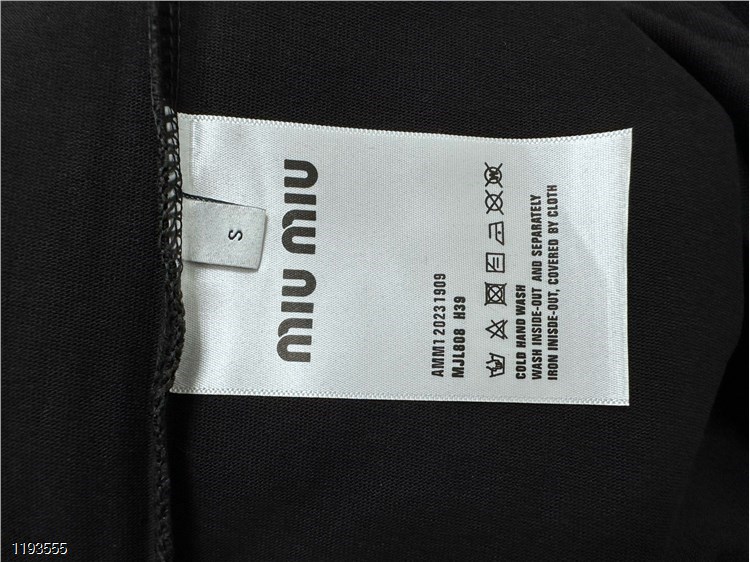 MIU MIU
S
AMM1 20231909
MJL808 H39
COLD HAND WASH
WASH INSIDE-OUT AND SEPARATELY
IRON INISDE-OUT, COVERED BY CLOTH
1193555